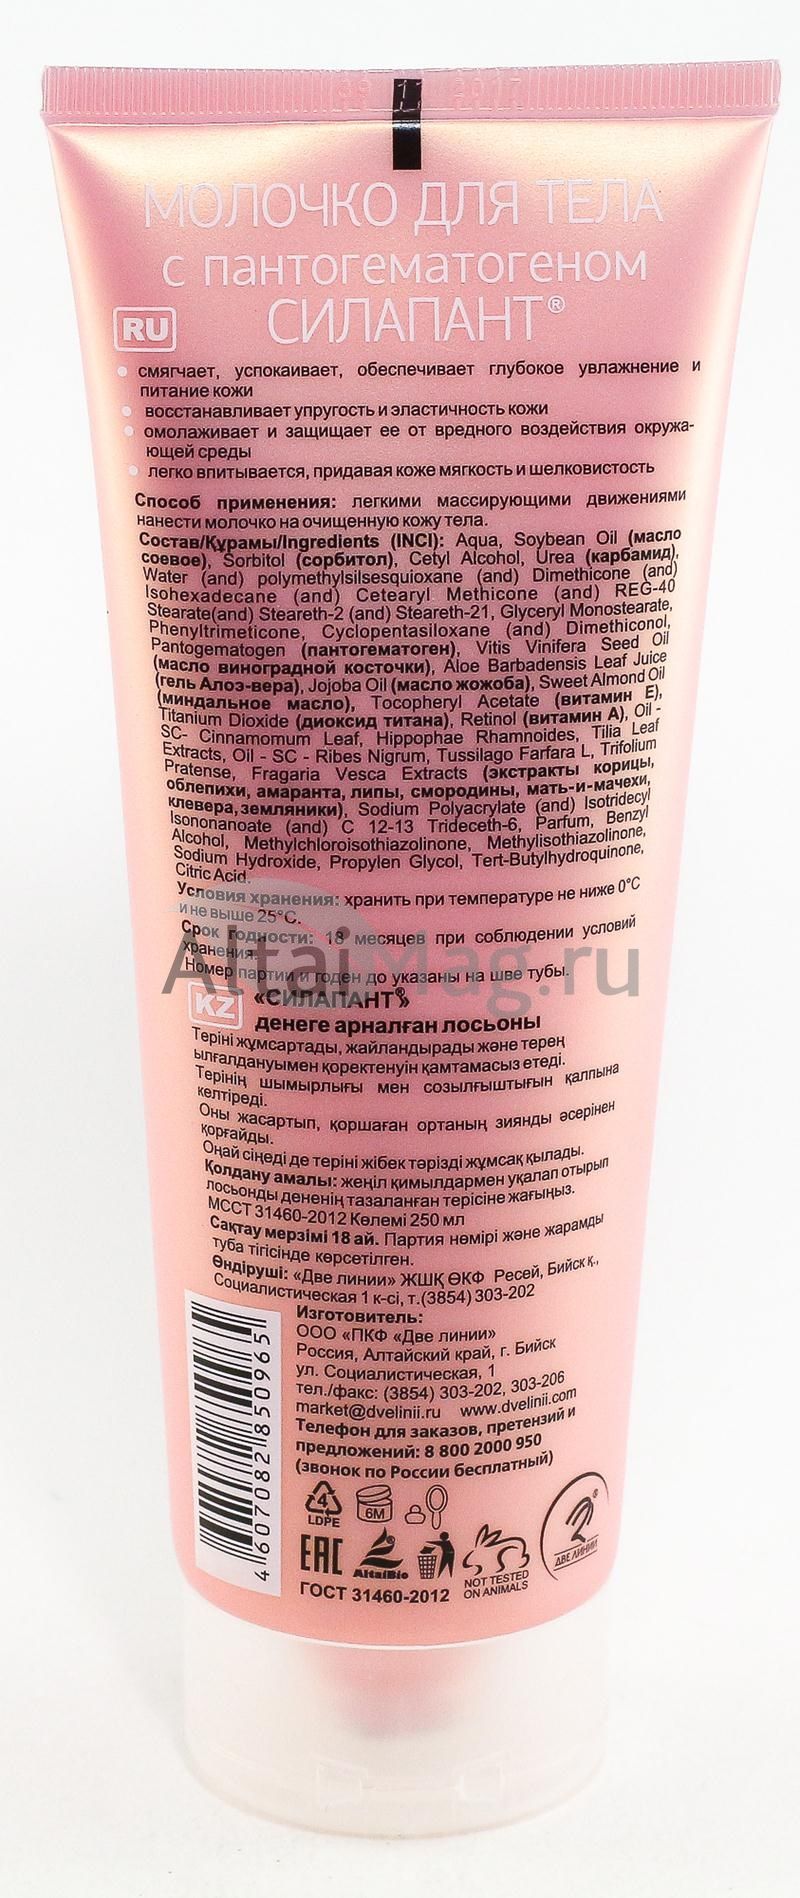 МОЛОЧКО ДЛЯ ТЕЛА
с пантогематогеном
СИЛАПАНТ®
RU
смягчает, успокаивает, обеспечивает глубокое увлажнение и
питание кожи
восстанавливает упругость и эластичность кожи
омолаживает и защищает ее от вредного воздействия окружа-
ющей среды
легко впитывается, придавая коже мягкость и шелковистость
Способ применения: легкими массирующими движениями
нанести молочко на очищенную кожу тела.
Состав/Құрамы/Ingredients (INCI): Aqua, Soybean Oil (масло
соевое), Sorbitol (сорбитол), Cetyl Alcohol, Urea (карбамид),
Water (and) polymethylsilsesquioxane (and) Dimethicone (and)
Isohexadecane (and) Cetearyl Methicone (and) REG-40
Stearate(and) Steareth-2 (and) Steareth-21, Glyceryl Monostearate,
Phenyltrimeticone, Cyclopentasiloxane (and) Dimethiconol,
Pantogematogen (пантогематоген), Vitis Vinifera Seed Oil
(масло виноградной косточки), Aloe Barbadensis Leaf Juice
(гель Алоэ-вера), Jojoba Oil (масло жожоба), Sweet Almond Oil
(миндальное масло), Tocopheryl Acetate (витамин Е),
Titanium Dioxide (диоксид титана), Retinol (витамин А), Oil -
SC- Cinnamomum Leaf, Hippophae Rhamnoides, Tilia Leaf
Extracts, Oil - SC - Ribes Nigrum, Tussilago Farfara L, Trifolium
Pratense, Fragaria Vesca Extracts (экстракты корицы,
облепихи, амаранта, липы, смородины, мать-и-мачехи,
клевера,земляники), Sodium Polyacrylate (and) Isotridecyl
Isononanoate (and) C 12-13 Trideceth-6, Parfum, Benzyl
Alcohol, Methylchloroisothiazolinone, Methylisothiazolinone,
Sodium Hydroxide, Propylen Glycol, Tert-Butylhydroquinone,
Citric Acid.
Условия хранения: хранить при температуре не ниже 0°С
и не выше 25°С.
Срок годности: 18 месяцев при соблюдении условий
хранения.
Номер партии и годен до указаны на шве тубы.
AltaiMag.ru
KZ
«СИЛАПАНТ®»
денеге арналған лосьоны
Теріні жұмсартады, жайландырады және терең
ылғалдануымен қоректенуін қамтамасыз етеді.
Терінің шымырлығы мен созылғыштығын қалпына
келтіреді.
Оны жасартып, қоршаған ортаның зиянды әсерінен
қорғайды.
Оңай сіңеді де теріні жібек тәрізді жұмсақ қылады.
Қолдану амалы: жеңіл қимылдармен уқалап отырып
лосьонды дененің тазаланған терісіне жағыңыз.
МССТ 31460-2012 Көлемі 250 мл
Сақтау мерзімі 18 ай. Партия нөмірі және жарамды
туба тігісінде көрсетілген.
Өндіруші: «Две линии» ЖШҚ ӨКФ Ресей, Бийск қ.,
Социалистическая 1 к-сі, т.(3854) 303-202
Изготовитель:
ООО «ПКФ «Две линии»
Россия, Алтайский край, г. Бийск
ул. Социалистическая, 1
тел./факс: (3854) 303-202, 303-206
market@dvelinii.ru www.dvelinii.com
Телефон для заказов, претензий и
предложений: 8 800 2000 950
(звонок по России бесплатный)
4 607082 850965
4
LDPE
6M
EAC
AltaiBio
NOT TESTED
ON ANIMALS
ДВЕ ЛИНИИ
®
ГОСТ 31460-2012